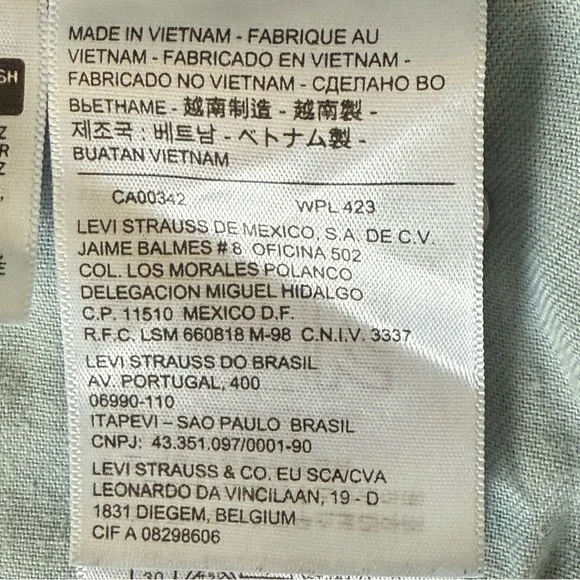 MADE IN VIETNAM - FABRIQUE AU
VIETNAM - FABRICADO EN VIETNAM -
FABRICADO NO VIETNAM - СДЕЛАНО ВО
ВЬЕТНАМЕ - 越南制造 - 越南製 -
제조국 : 베트남 - ベトナム製 -
BUATAN VIETNAM
CA00342 WPL 423
LEVI STRAUSS DE MEXICO, S.A. DE C.V.
JAIME BALMES # 8 OFICINA 502
COL. LOS MORALES POLANCO
DELEGACION MIGUEL HIDALGO
C.P. 11510 MEXICO D.F.
R.F.C. LSM 660818 M-98 C.N.I.V. 3337
LEVI STRAUSS DO BRASIL
AV. PORTUGAL, 400
06990-110
ITAPEVI – SAO PAULO BRASIL
CNPJ: 43.351.097/0001-90
LEVI STRAUSS & CO. EU SCA/CVA
LEONARDO DA VINCILAAN, 19 - D
1831 DIEGEM, BELGIUM
CIF A 08298606